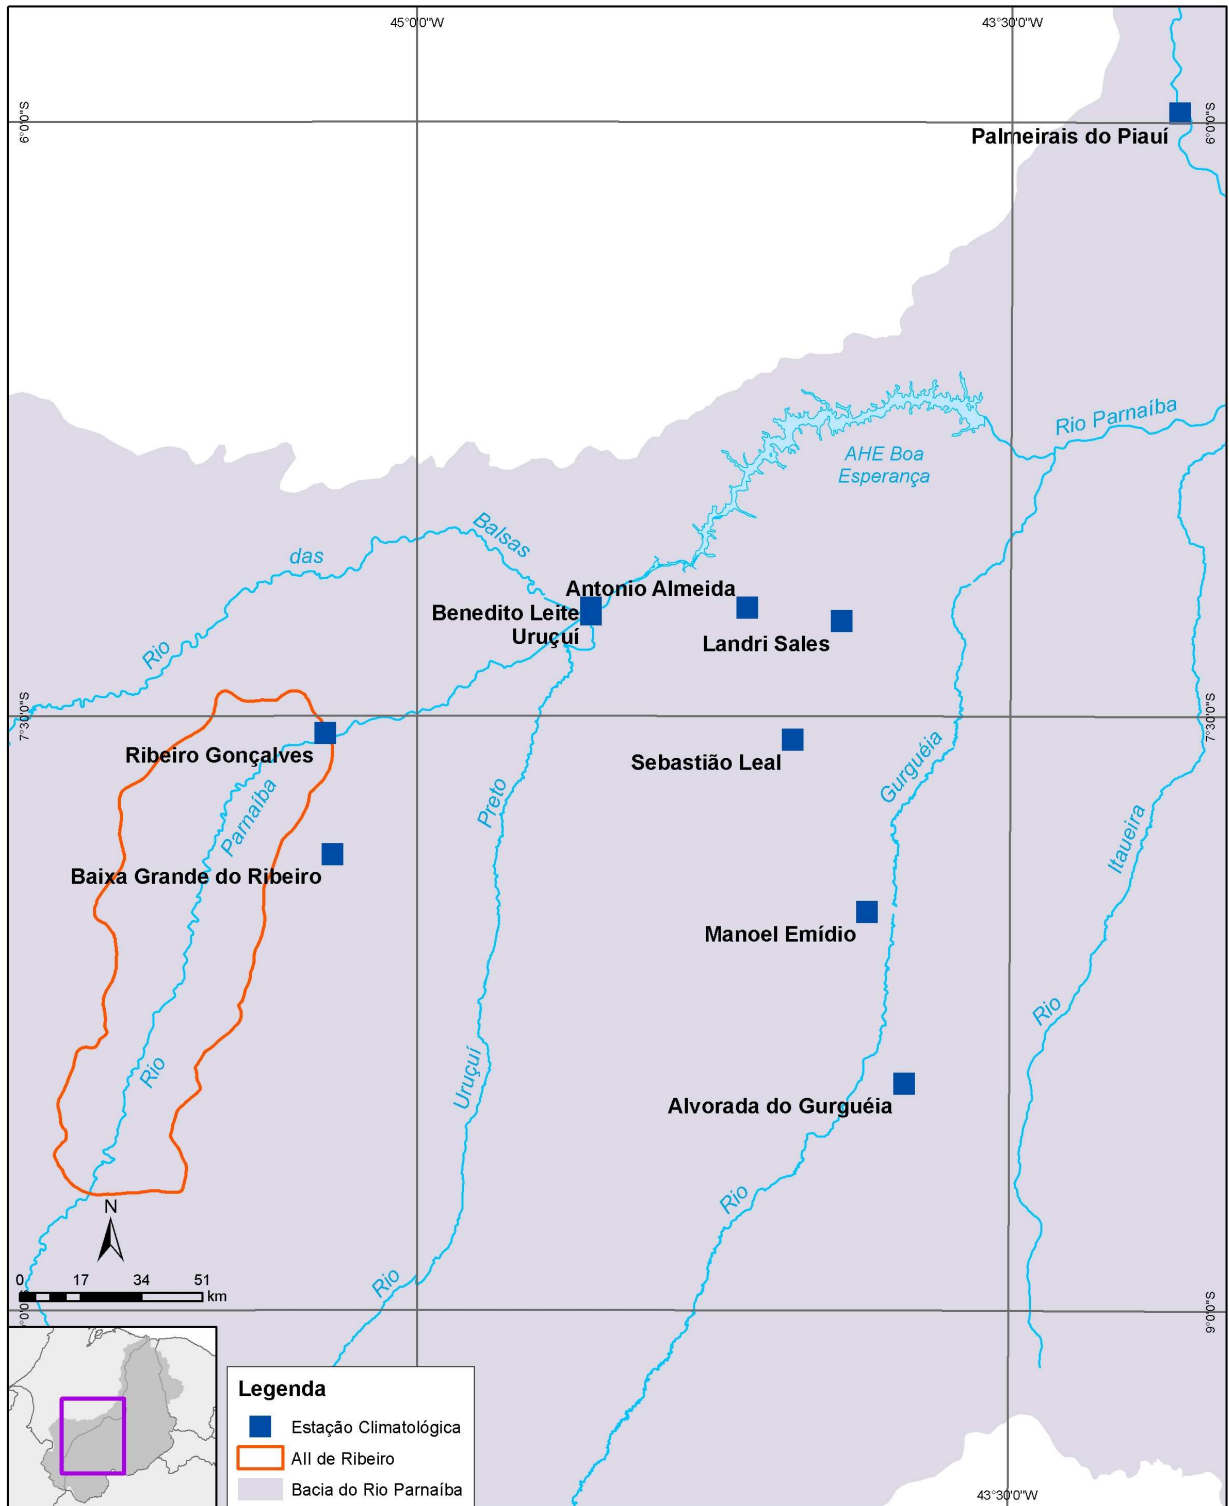 45°0'0"W
43°30'0"W
6°0'0"S
6°0'0"S
Palmeirais do Piauí
Rio Parnaíba
AHE Boa
Esperança
Balsas
das
Rio
Antonio Almeida
Benedito Leite
Uruçuí
Landri Sales
7°30'0"S
7°30'0"S
Ribeiro Gonçalves
Sebastião Leal
Gurguéia
Parnaíba
Preto
Itaueira
Baixa Grande do Ribeiro
Manoel Emídio
Rio
Rio
Uruçuí
Alvorada do Gurguéia
Rio
N
Rio
0 17 34 51
km
9°0'0"S
Legenda
Estação Climatológica
AII de Ribeiro
Bacia do Rio Parnaíba
43°30'0"W